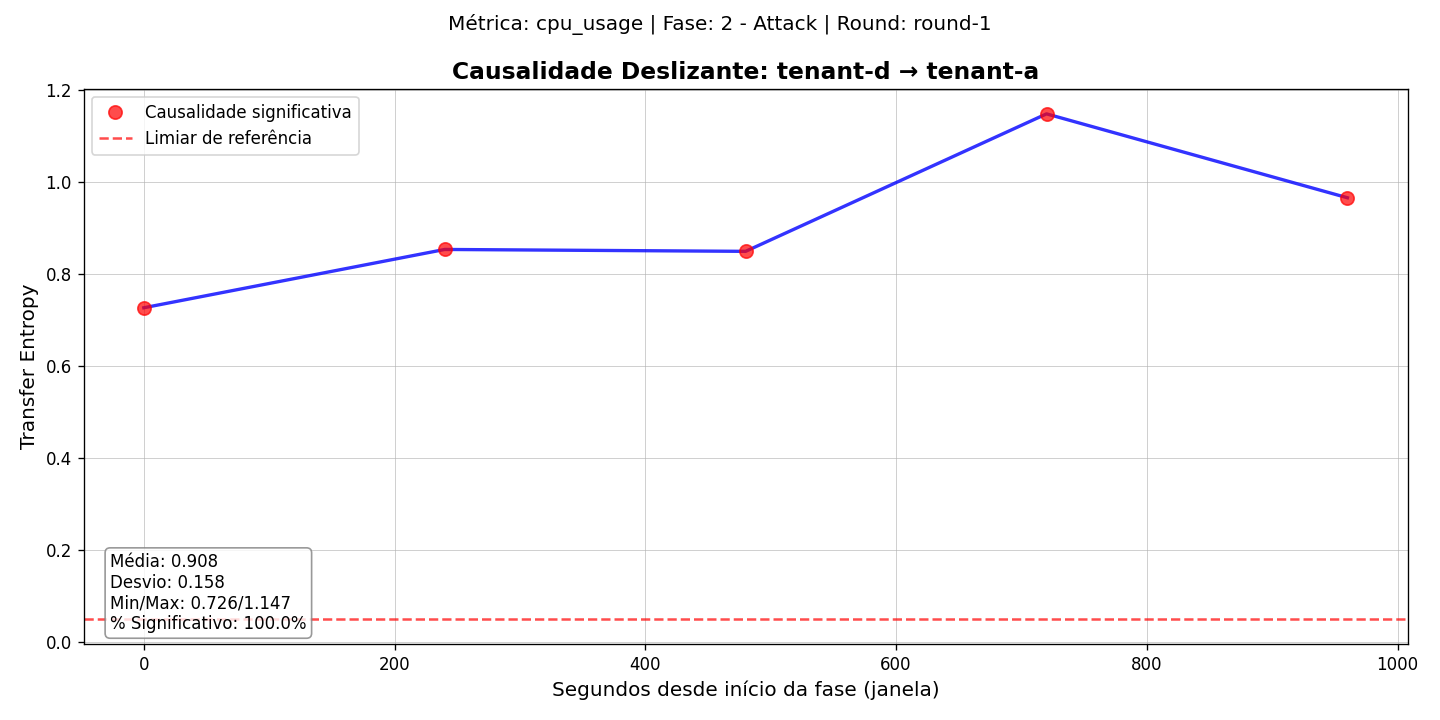 Métrica: cpu_usage | Fase: 2 - Attack | Round: round-1
Causalidade Deslizante: tenant-d → tenant-a
Causalidade significativa
Limiar de referência
Transfer Entropy
1.2
1.0
0.8
0.6
0.4
0.2
0.0
Média: 0.908
Desvio: 0.158
Min/Max: 0.726/1.147
% Significativo: 100.0%
0
200
400
600
800
1000
Segundos desde início da fase (janela)